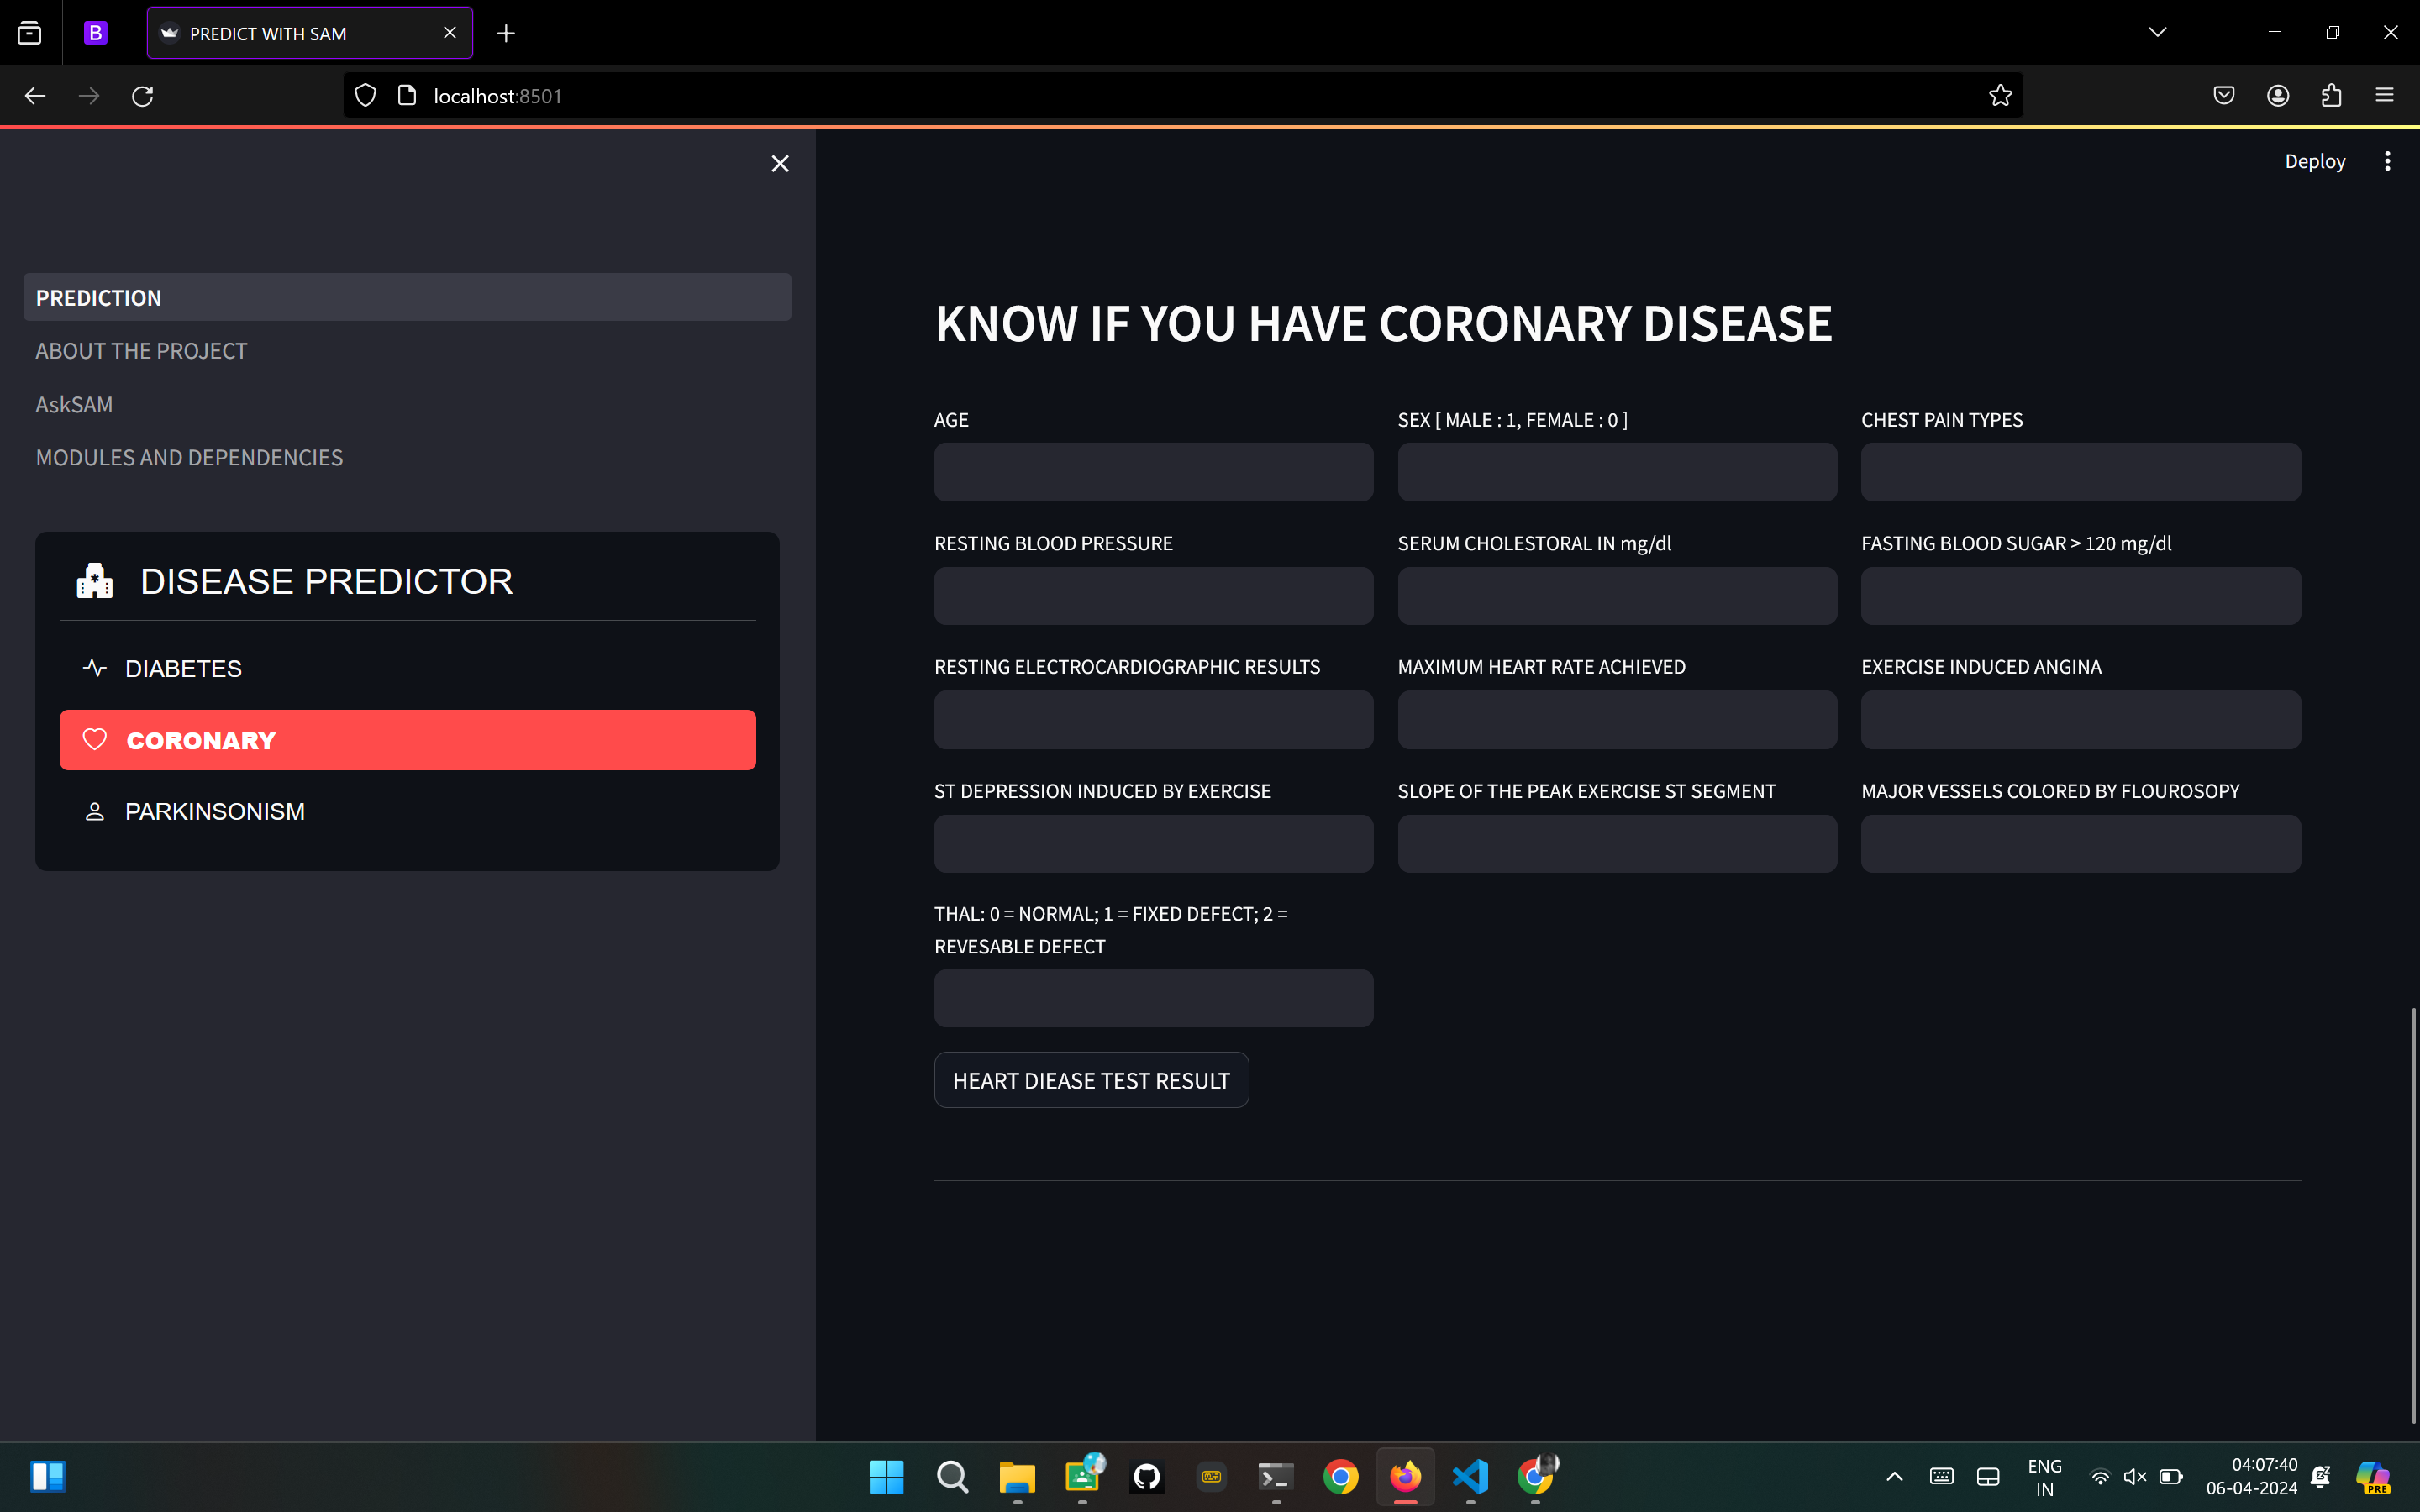 B
PREDICT WITH SAM
localhost:8501
Deploy
PREDICTION
ABOUT THE PROJECT
AskSAM
MODULES AND DEPENDENCIES
DISEASE PREDICTOR
DIABETES
CORONARY
PARKINSONISM
KNOW IF YOU HAVE CORONARY DISEASE
AGE
SEX [ MALE : 1, FEMALE : 0 ]
CHEST PAIN TYPES
RESTING BLOOD PRESSURE
SERUM CHOLESTORAL IN mg/dl
FASTING BLOOD SUGAR > 120 mg/dl
RESTING ELECTROCARDIOGRAPHIC RESULTS
MAXIMUM HEART RATE ACHIEVED
EXERCISE INDUCED ANGINA
ST DEPRESSION INDUCED BY EXERCISE
SLOPE OF THE PEAK EXERCISE ST SEGMENT
MAJOR VESSELS COLORED BY FLOUROSOPY
THAL: 0 = NORMAL; 1 = FIXED DEFECT; 2 =
REVESABLE DEFECT
HEART DIEASE TEST RESULT
ENG
IN
04:07:40
06-04-2024
PRE